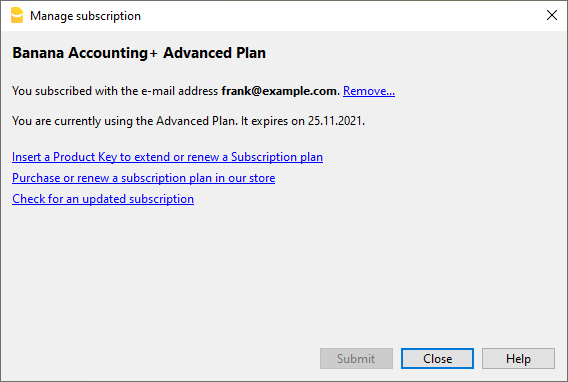 Manage subscription
Banana Accounting+ Advanced Plan
You subscribed with the e-mail address frank@example.com. Remove...
You are currently using the Advanced Plan. It expires on 25.11.2021.
Insert a Product Key to extend or renew a Subscription plan
Purchase or renew a subscription plan in our store
Check for an updated subscription
Submit Close Help